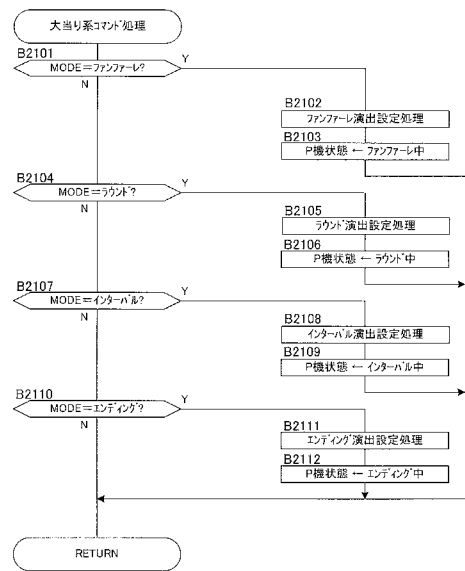 大当り系コマンド処理
B2101
MODE=ファンファーレ?
Y
N
B2102
ファンファーレ演出設定処理
B2103
P機状態 ← ファンファーレ中
B2104
MODE=ラウンド?
Y
N
B2105
ラウンド演出設定処理
B2106
P機状態 ← ラウンド中
B2107
MODE=インターバル?
Y
N
B2108
インターバル演出設定処理
B2109
P機状態 ← インターバル中
B2110
MODE=エンディング?
Y
N
B2111
エンディング演出設定処理
B2112
P機状態 ← エンディング中
RETURN